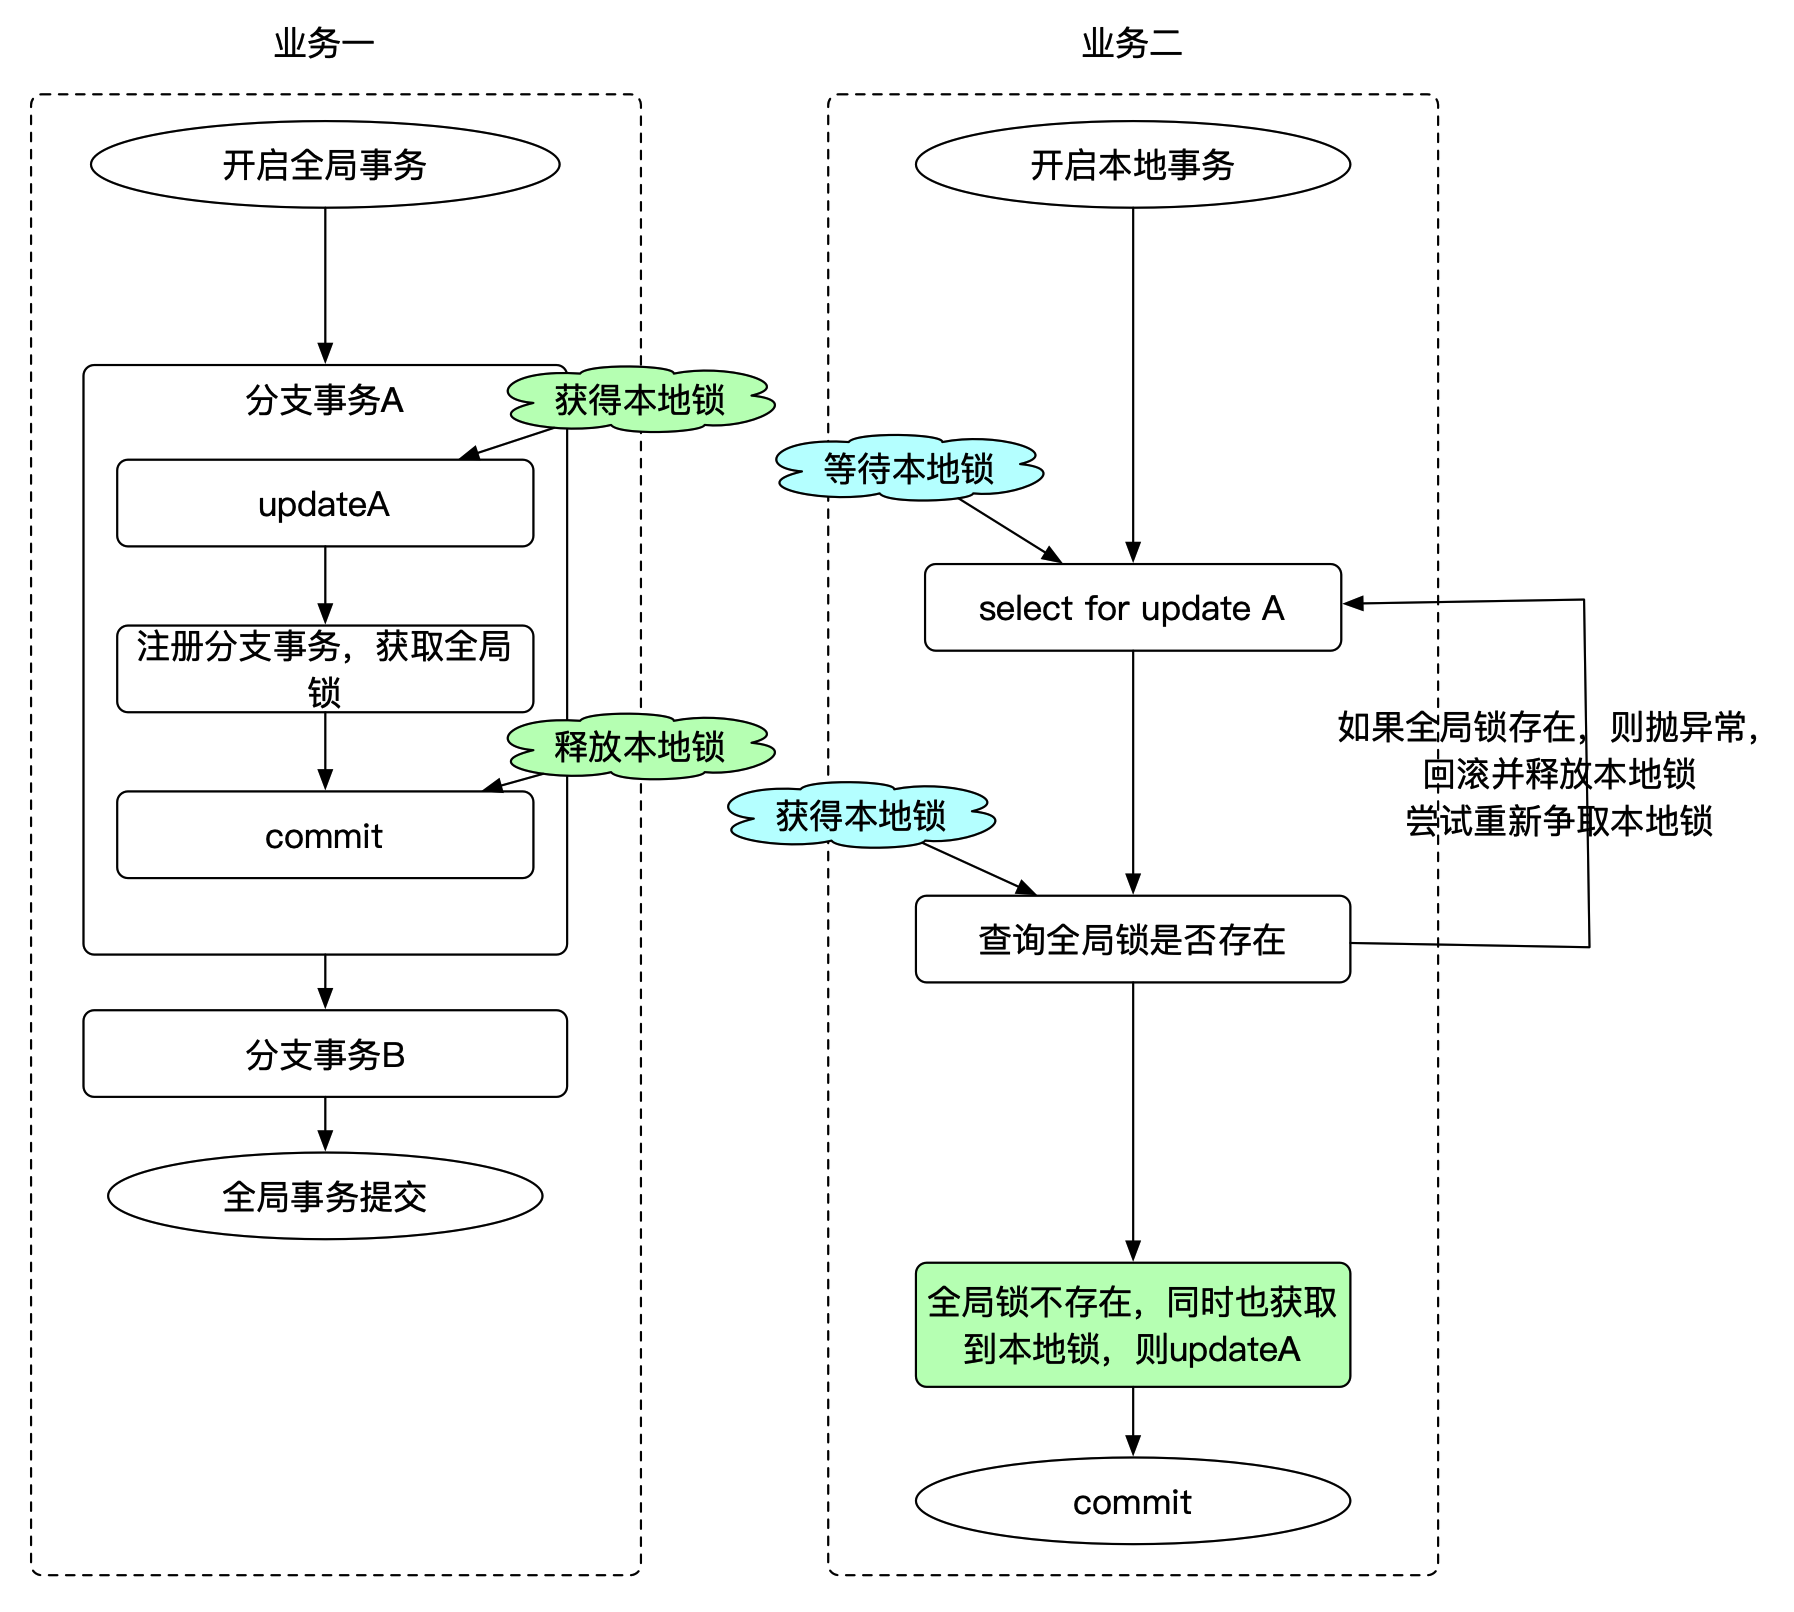 业务一
开启全局事务
分支事务A
获得本地锁
updateA
注册分支事务，获取全局
锁
释放本地锁
commit
分支事务B
全局事务提交
业务二
开启本地事务
等待本地锁
select for update A
如果全局锁存在，则抛异常，
回滚并释放本地锁
尝试重新争取本地锁
获得本地锁
查询全局锁是否存在
全局锁不存在，同时也获取
到本地锁，则updateA
commit